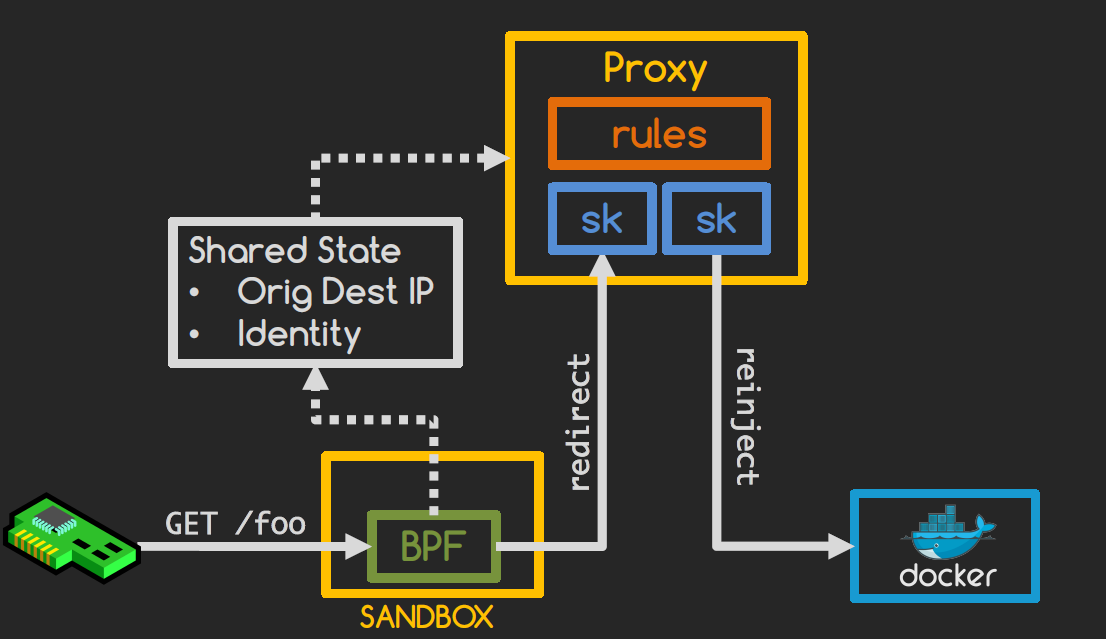 Proxy
rules
sk
sk
Shared State
• Orig Dest IP
• Identity
redirect
reinject
GET /foo
BPF
SANDBOX
docker